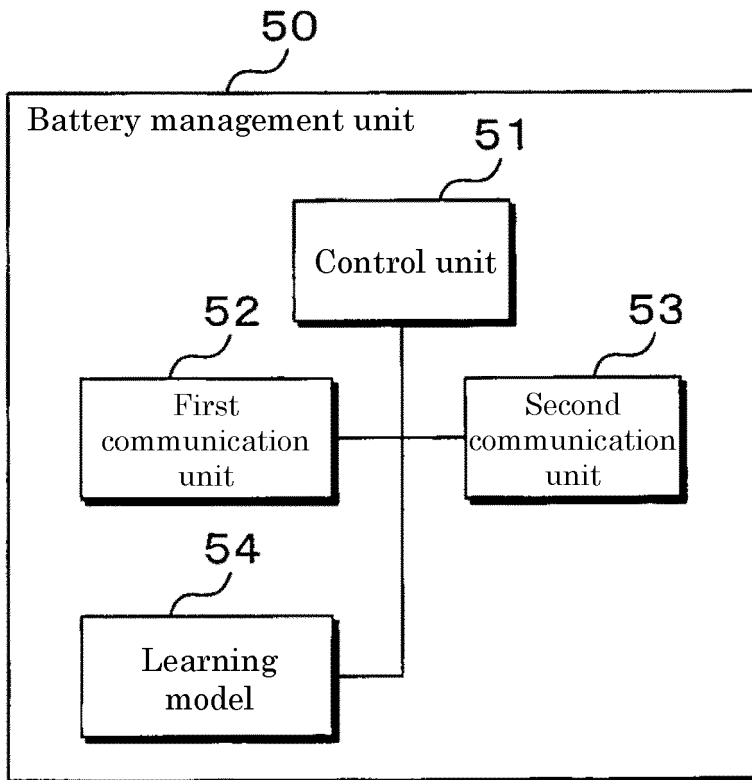 50
Battery management unit
51
Control unit
52
First
communication
unit
53
Second
communication
unit
54
Learning
model